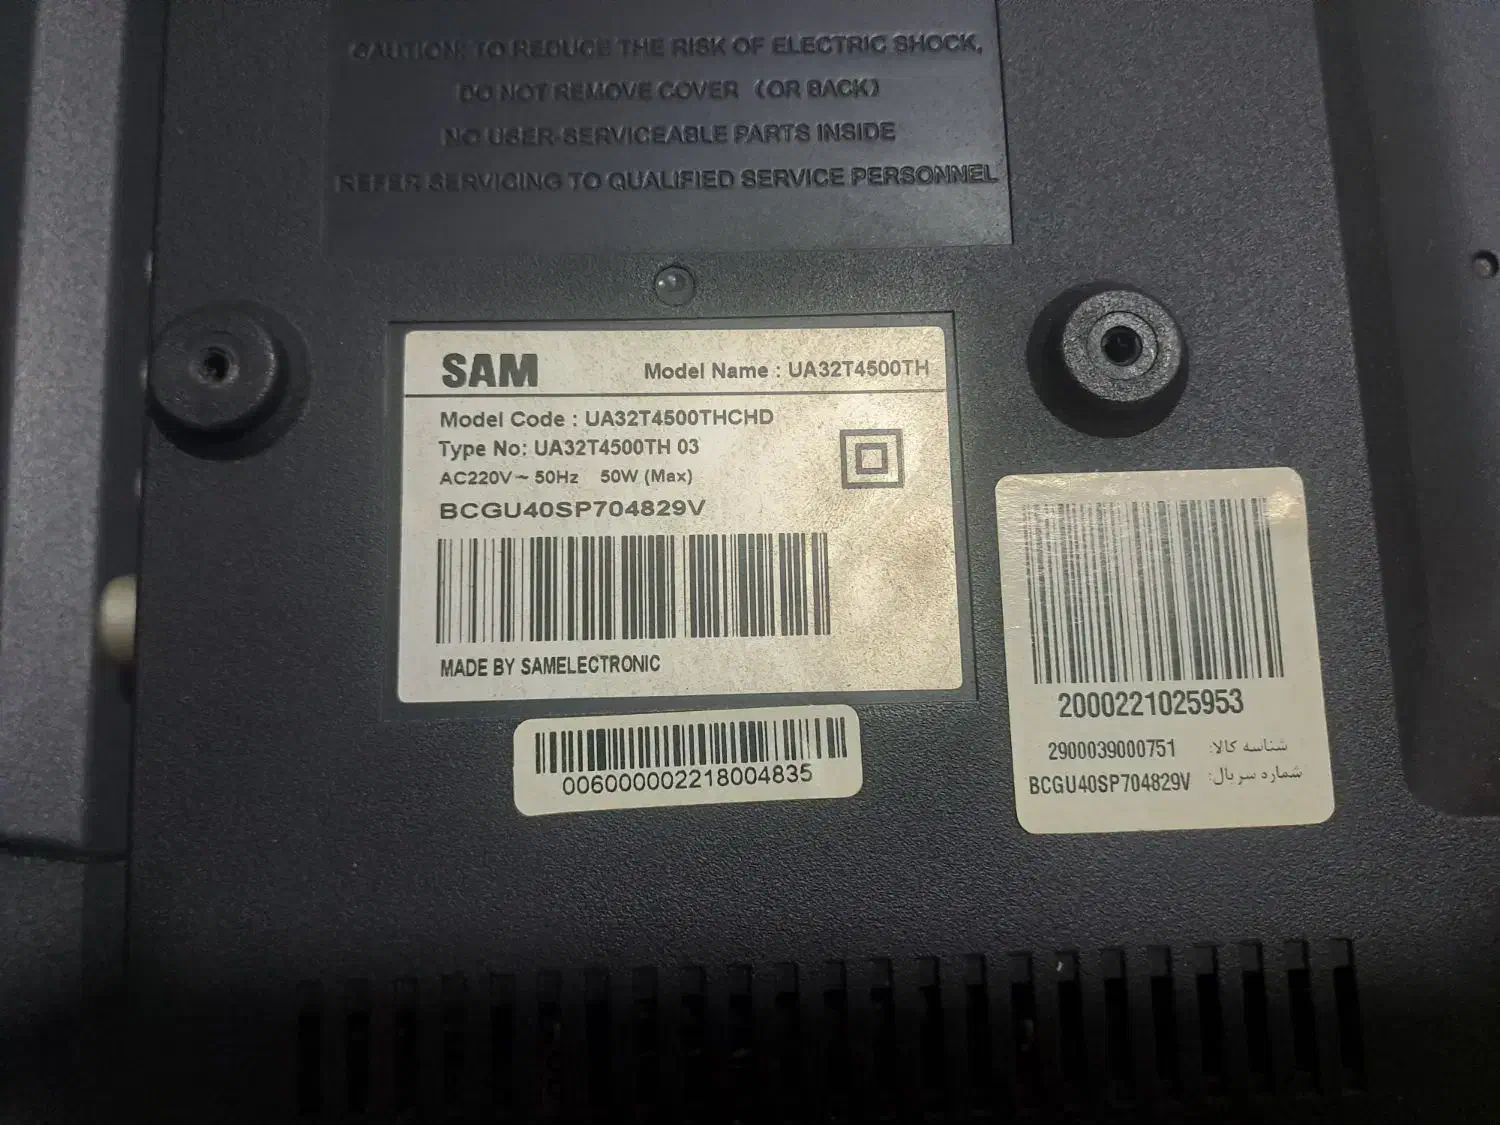 CAUTION: TO REDUCE THE RISK OF ELECTRIC SHOCK,
DO NOT REMOVE COVER (OR BACK)
NO USER-SERVICEABLE PARTS INSIDE
REFER SERVICING TO QUALIFIED SERVICE PERSONNEL
SAM Model Name : UA32T4500TH
Model Code : UA32T4500THCHD
Type No: UA32T4500TH 03
AC220V ~ 50Hz 50W (Max)
BCGU40SP704829V
MADE BY SAMELECTRONIC
006000002218004835
2000221025953
شناسه کالا: 2900039000751
شماره سریال: BCGU40SP704829V